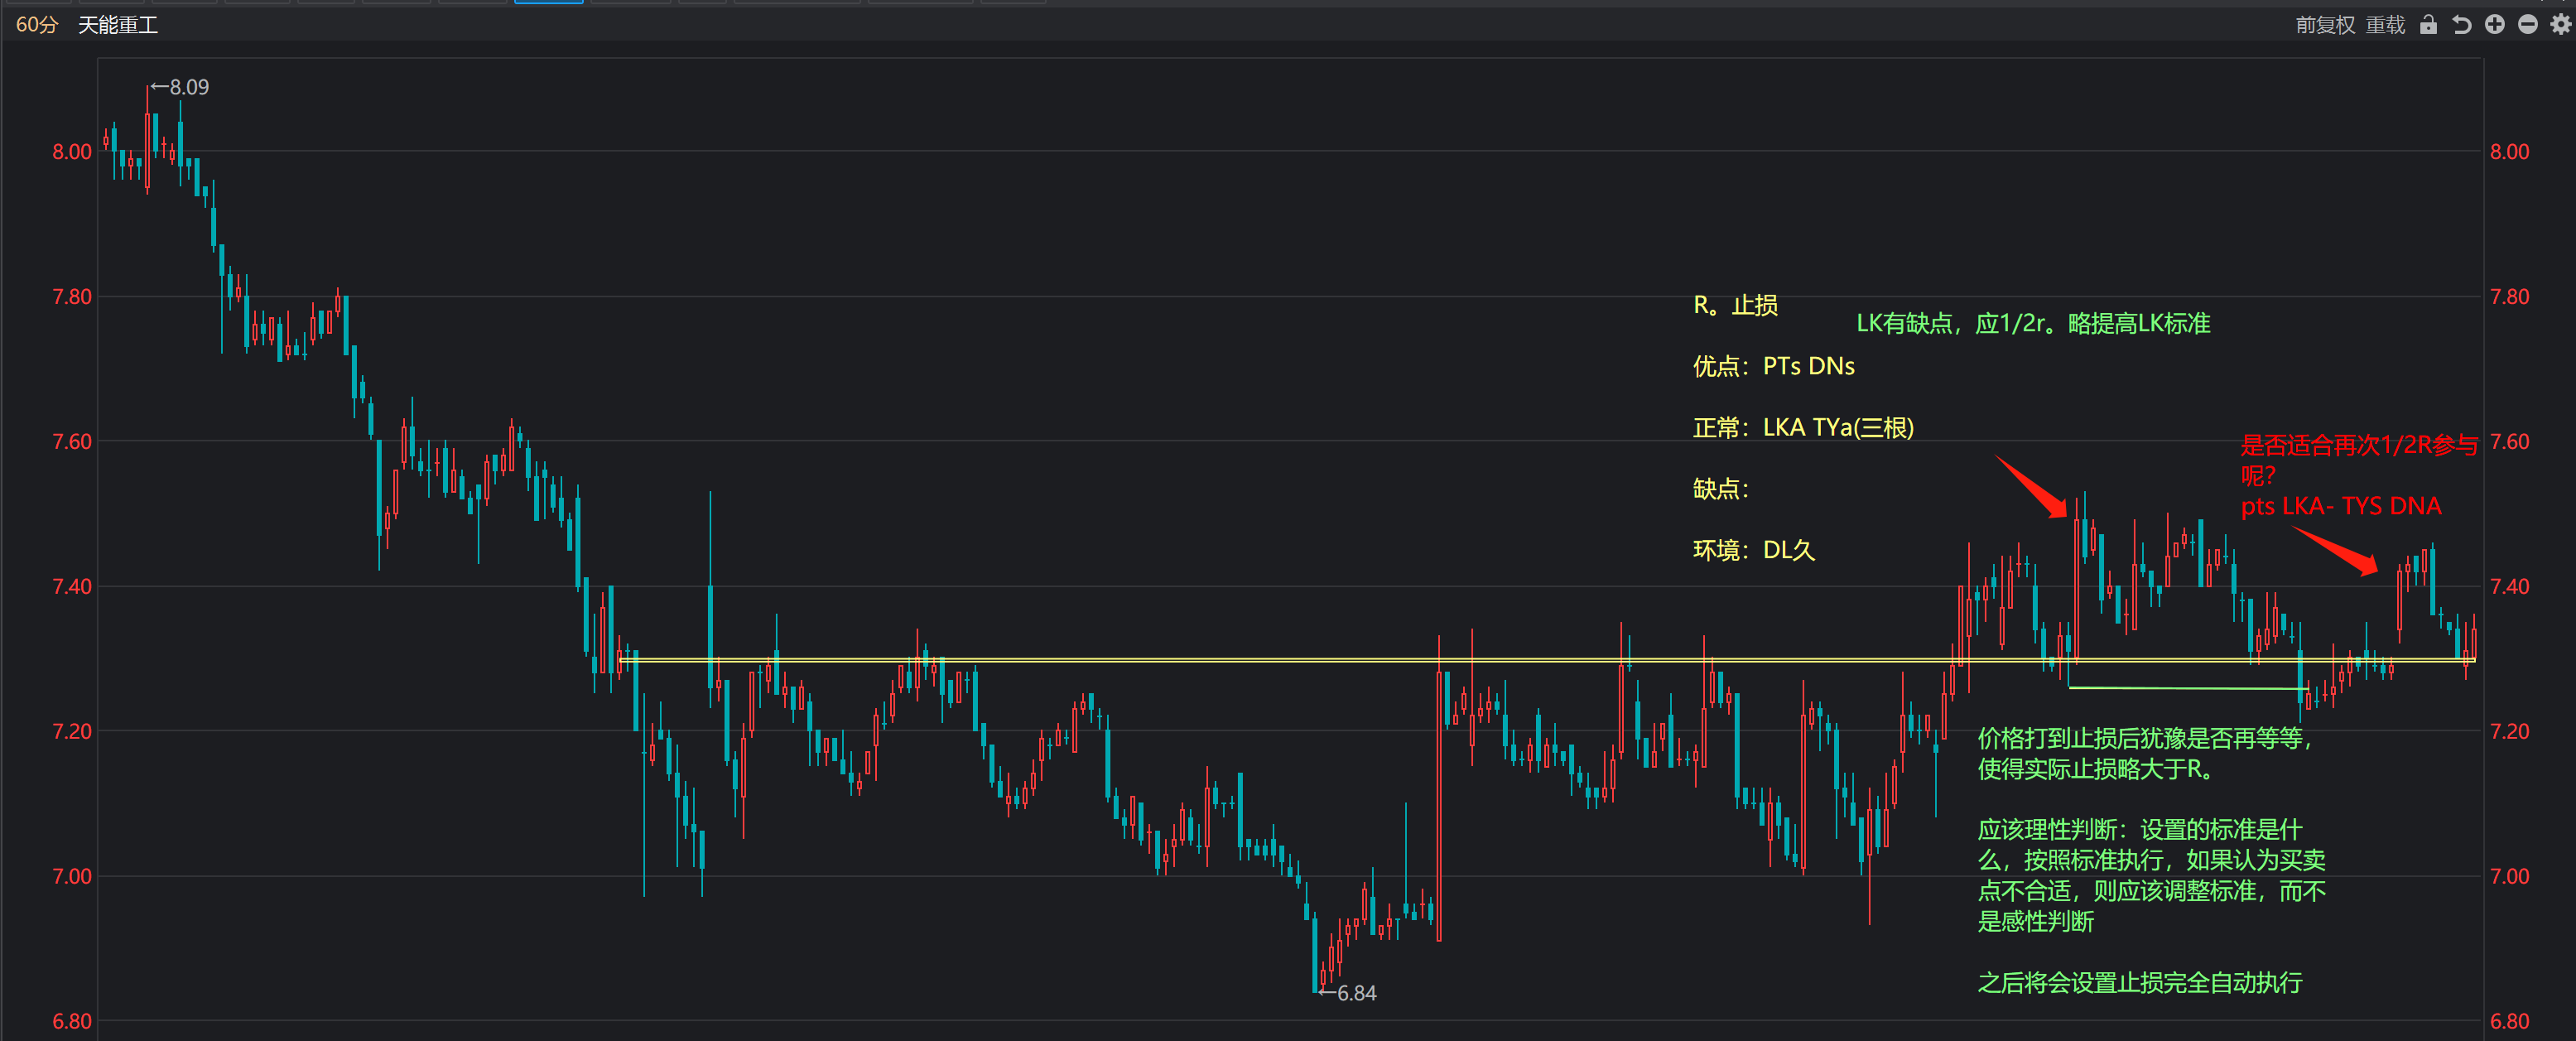 60分 天能重工
前复权 重载
←8.09
8.00 8.00
7.80 7.80
R。止损
LK有缺点，应1/2r。略提高LK标准
优点：PTs DNs
正常：LKA TYa(三根)
7.60 7.60
是否适合再次1/2R参与
呢？
pts LKA- TYS DNA
缺点：
环境：DL久
7.40 7.40
7.20 7.20
价格打到止损后犹豫是否再等等，
使得实际止损略大于R。
应该理性判断：设置的标准是什
么，按照标准执行，如果认为买卖
点不合适，则应该调整标准，而不
是感性判断
7.00 7.00
之后将会设置止损完全自动执行
←6.84
6.80 6.80